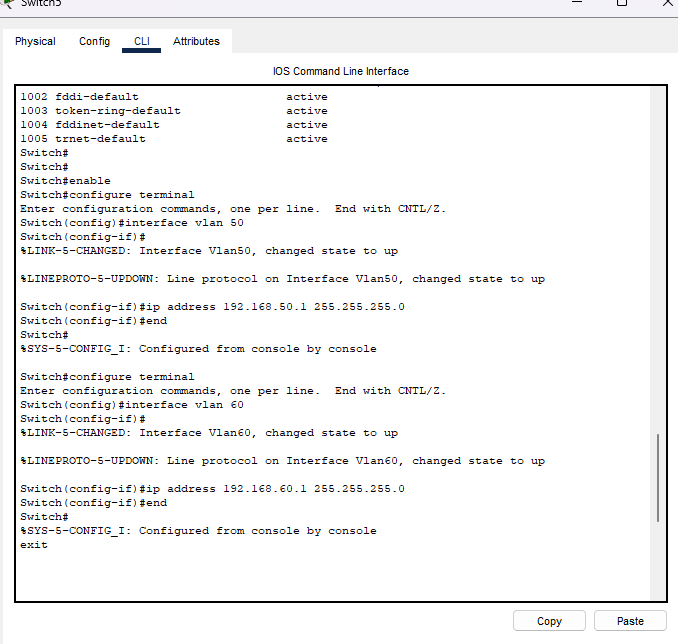 Switch5
Physical Config CLI Attributes
IOS Command Line Interface
1002 fddi-default active
1003 token-ring-default active
1004 fddinet-default active
1005 trnet-default active
Switch#
Switch#
Switch#enable
Switch#configure terminal
Enter configuration commands, one per line. End with CNTL/Z.
Switch(config)#interface vlan 50
Switch(config-if)#
%LINK-5-CHANGED: Interface Vlan50, changed state to up
%LINEPROTO-5-UPDOWN: Line protocol on Interface Vlan50, changed state to up
Switch(config-if)#ip address 192.168.50.1 255.255.255.0
Switch(config-if)#end
Switch#
%SYS-5-CONFIG_I: Configured from console by console
Switch#configure terminal
Enter configuration commands, one per line. End with CNTL/Z.
Switch(config)#interface vlan 60
Switch(config-if)#
%LINK-5-CHANGED: Interface Vlan60, changed state to up
%LINEPROTO-5-UPDOWN: Line protocol on Interface Vlan60, changed state to up
Switch(config-if)#ip address 192.168.60.1 255.255.255.0
Switch(config-if)#end
Switch#
%SYS-5-CONFIG_I: Configured from console by console
exit
Copy Paste